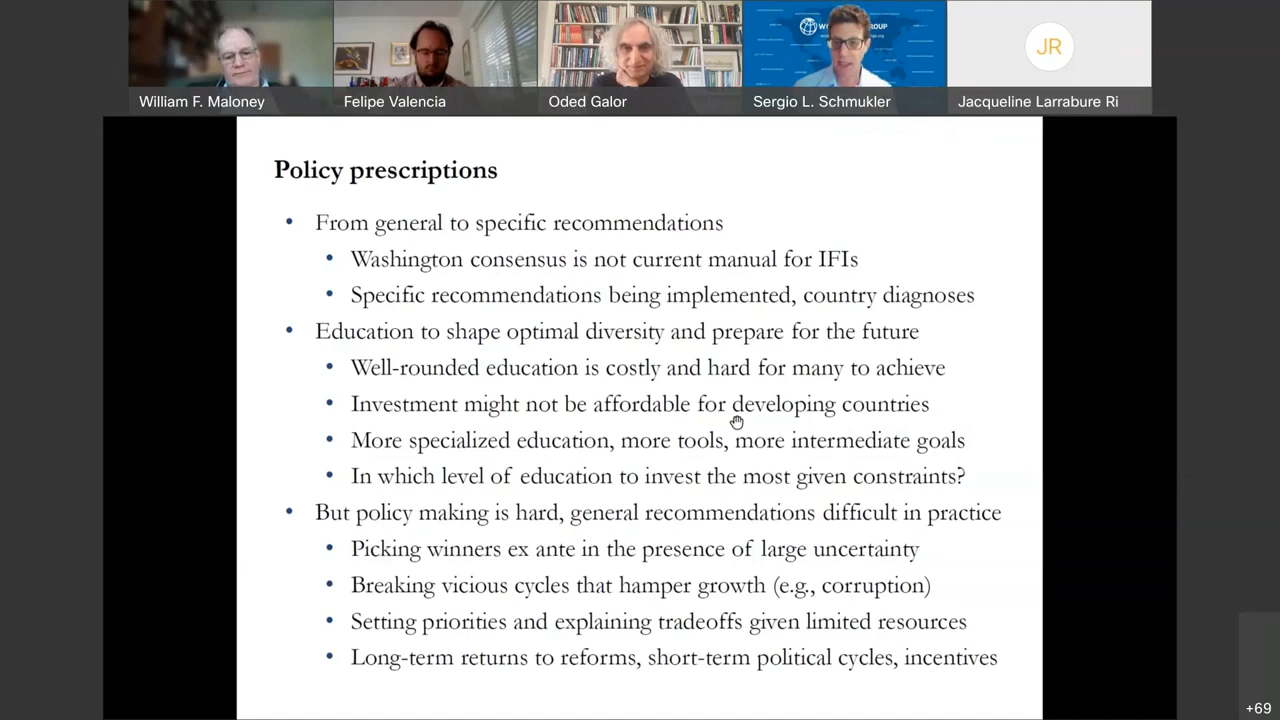 JR
William F. Maloney
Felipe Valencia
Oded Galor
Sergio L. Schmukler
Jacqueline Larrabure Ri
Policy prescriptions
• From general to specific recommendations
• Washington consensus is not current manual for IFIs
• Specific recommendations being implemented, country diagnoses
• Education to shape optimal diversity and prepare for the future
• Well-rounded education is costly and hard for many to achieve
• Investment might not be affordable for developing countries
• More specialized education, more tools, more intermediate goals
• In which level of education to invest the most given constraints?
• But policy making is hard, general recommendations difficult in practice
• Picking winners ex ante in the presence of large uncertainty
• Breaking vicious cycles that hamper growth (e.g., corruption)
• Setting priorities and explaining tradeoffs given limited resources
• Long-term returns to reforms, short-term political cycles, incentives
+69